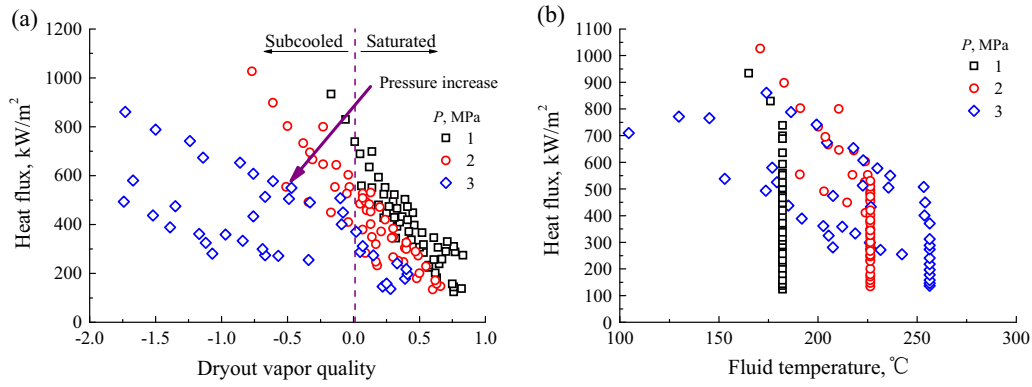 (a)
1200
1000
800
600
400
200
0
Heat flux, kW/m²
Subcooled
Saturated
Pressure increase
P, MPa
1
2
3
-2.0 -1.5 -1.0 -0.5 0.0 0.5 1.0
Dryout vapor quality
(b)
1100
1000
900
800
700
600
500
400
300
200
100
0
Heat flux, kW/m²
P, MPa
1
2
3
100 150 200 250 300
Fluid temperature, ℃